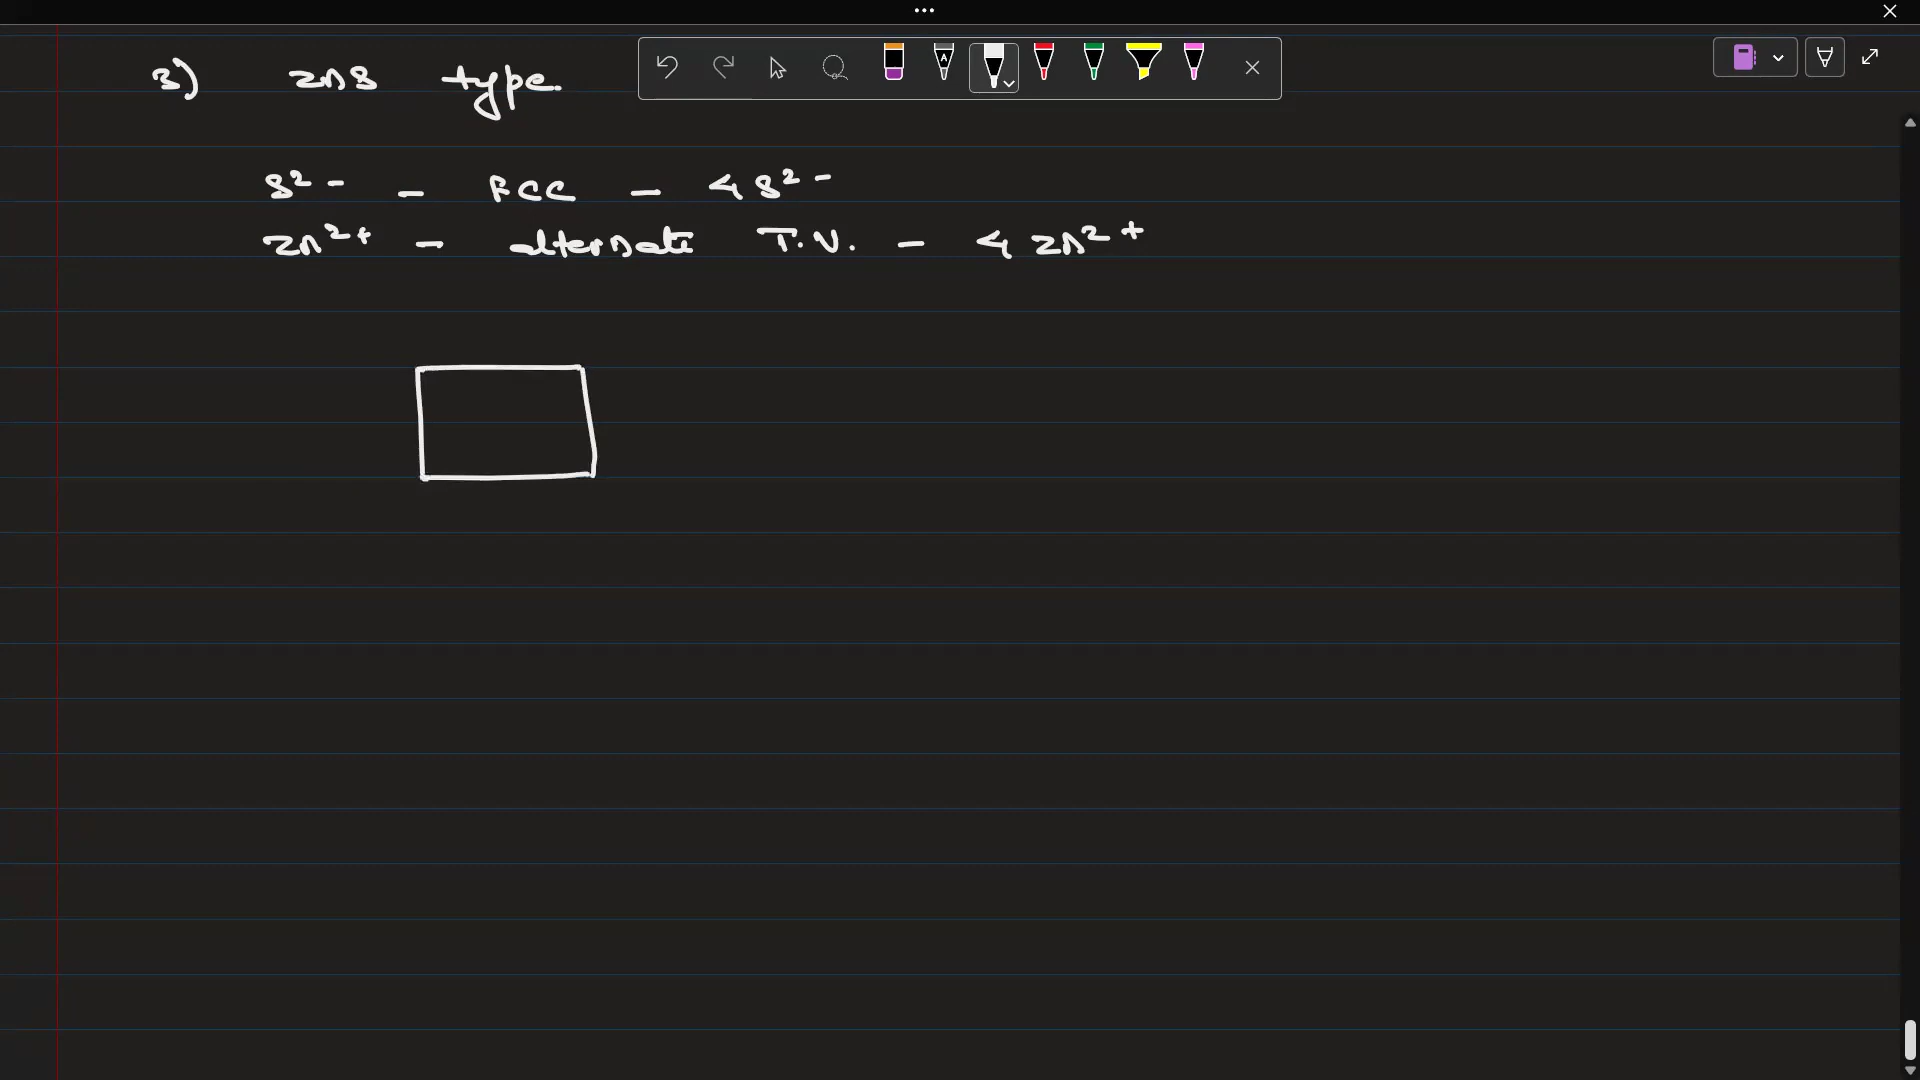 3) ZnS type.
S²⁻ - FCC - 4 S²⁻
Zn²⁺ - alternate T.V. - 4 Zn²⁺